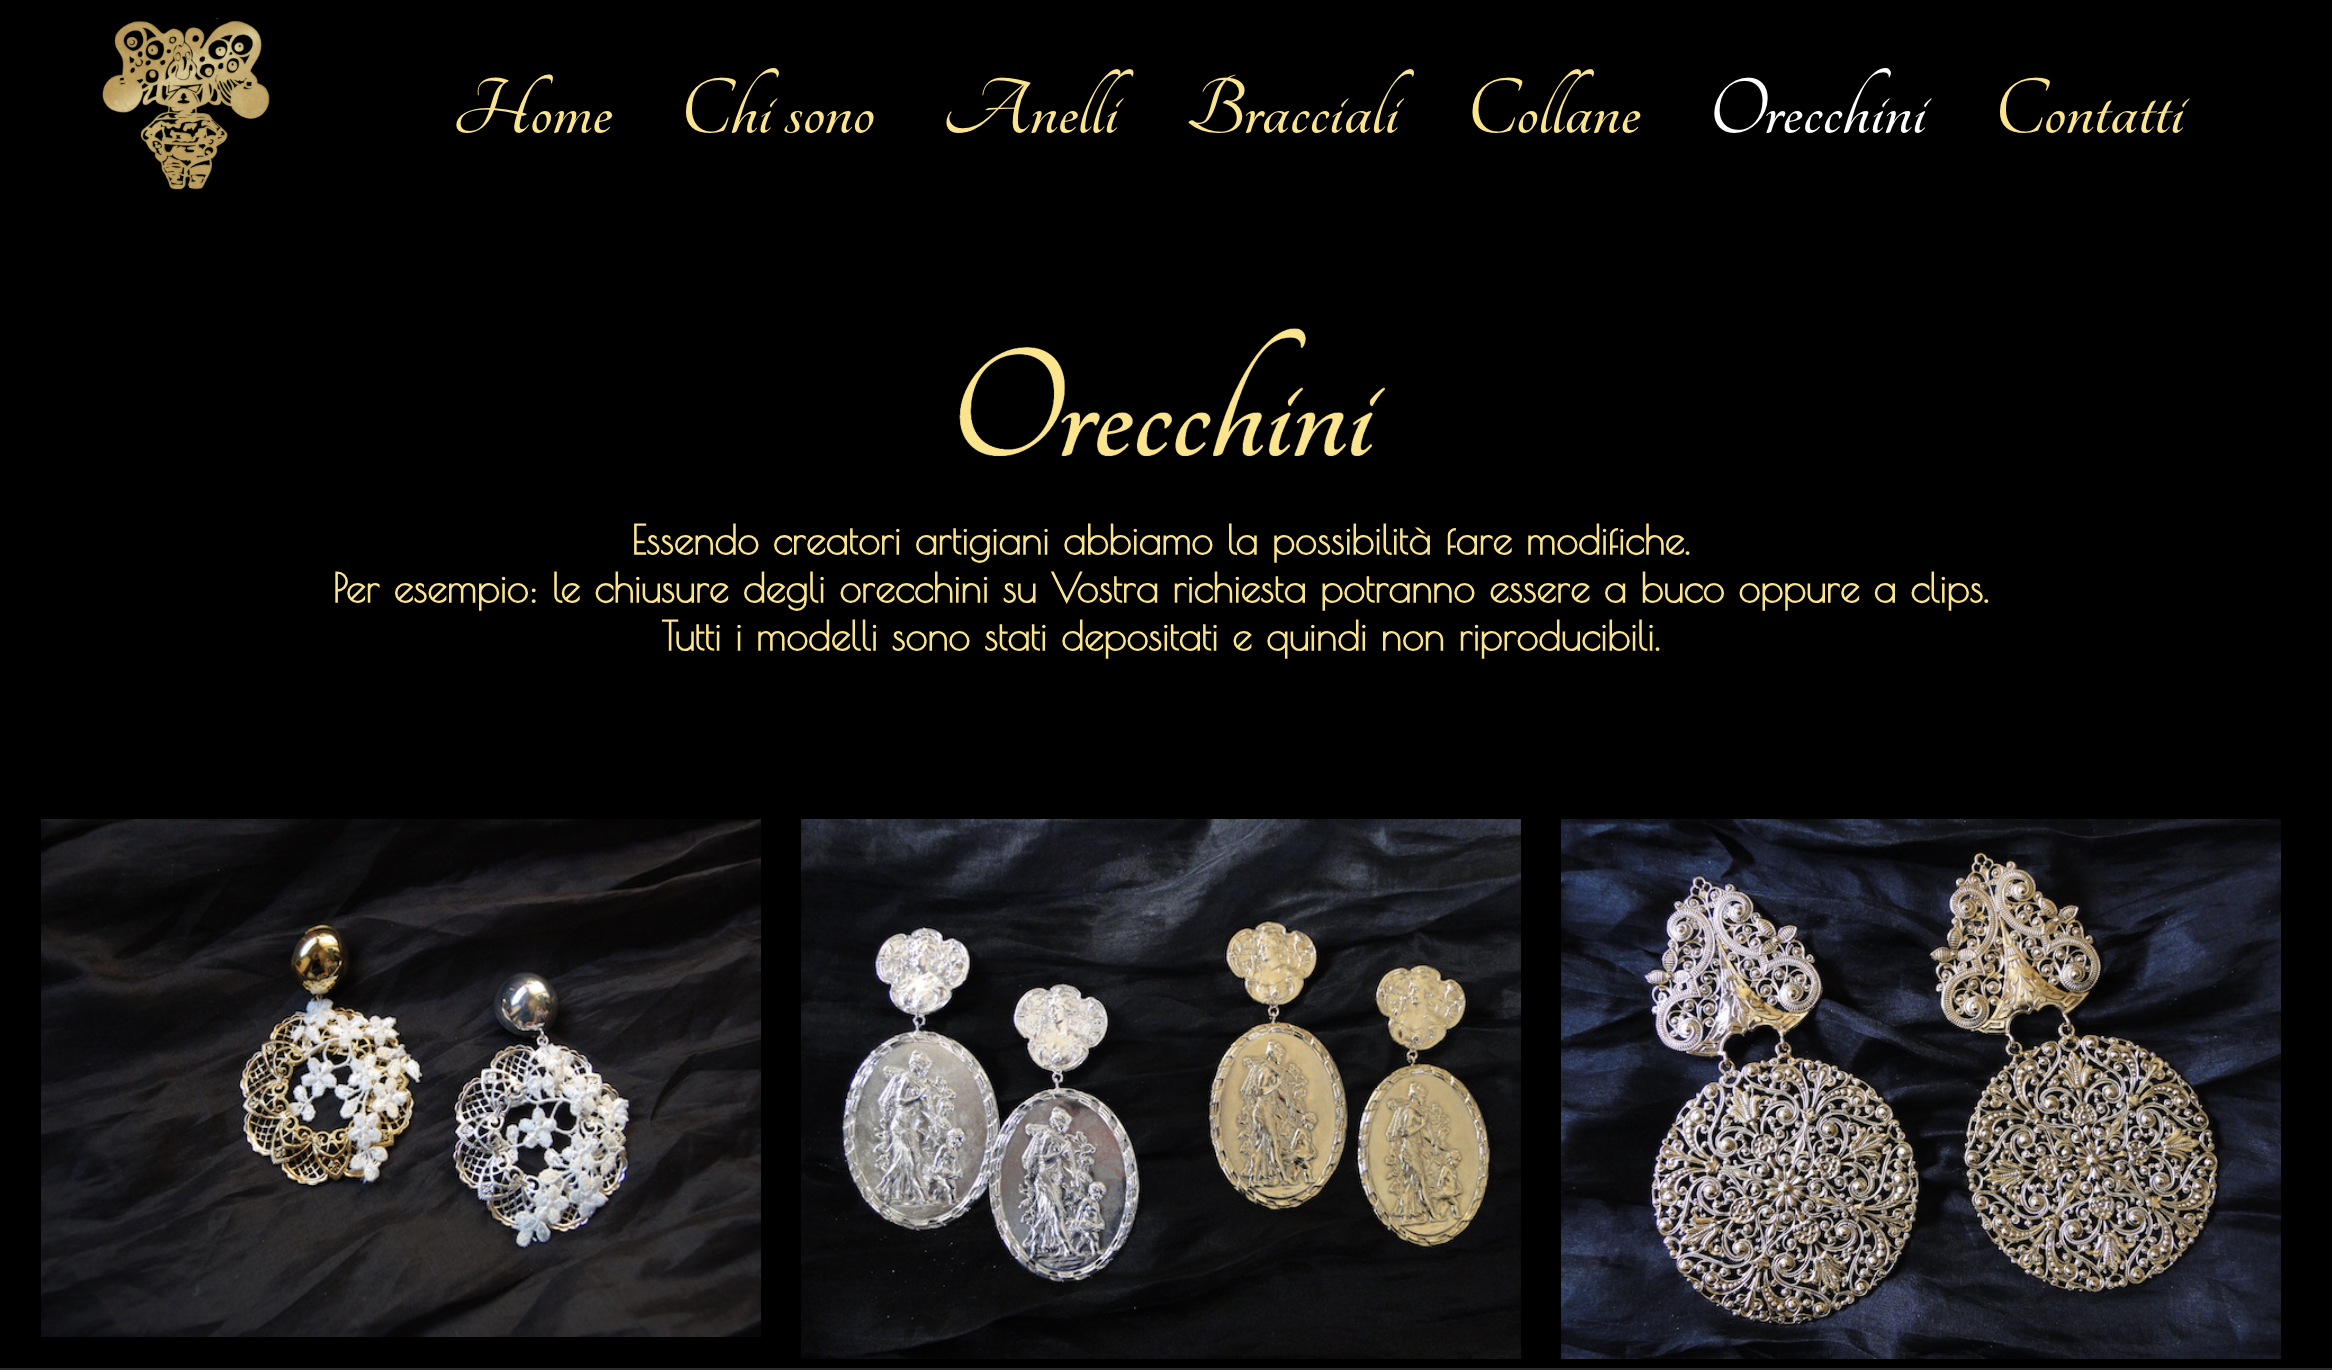 Home Chi sono Anelli Bracciali Collane Orecchini Contatti
Orecchini
Essendo creatori artigiani abbiamo la possibilità fare modifiche.
Per esempio: le chiusure degli orecchini su Vostra richiesta potranno essere a buco oppure a clips.
Tutti i modelli sono stati depositati e quindi non riproducibili.